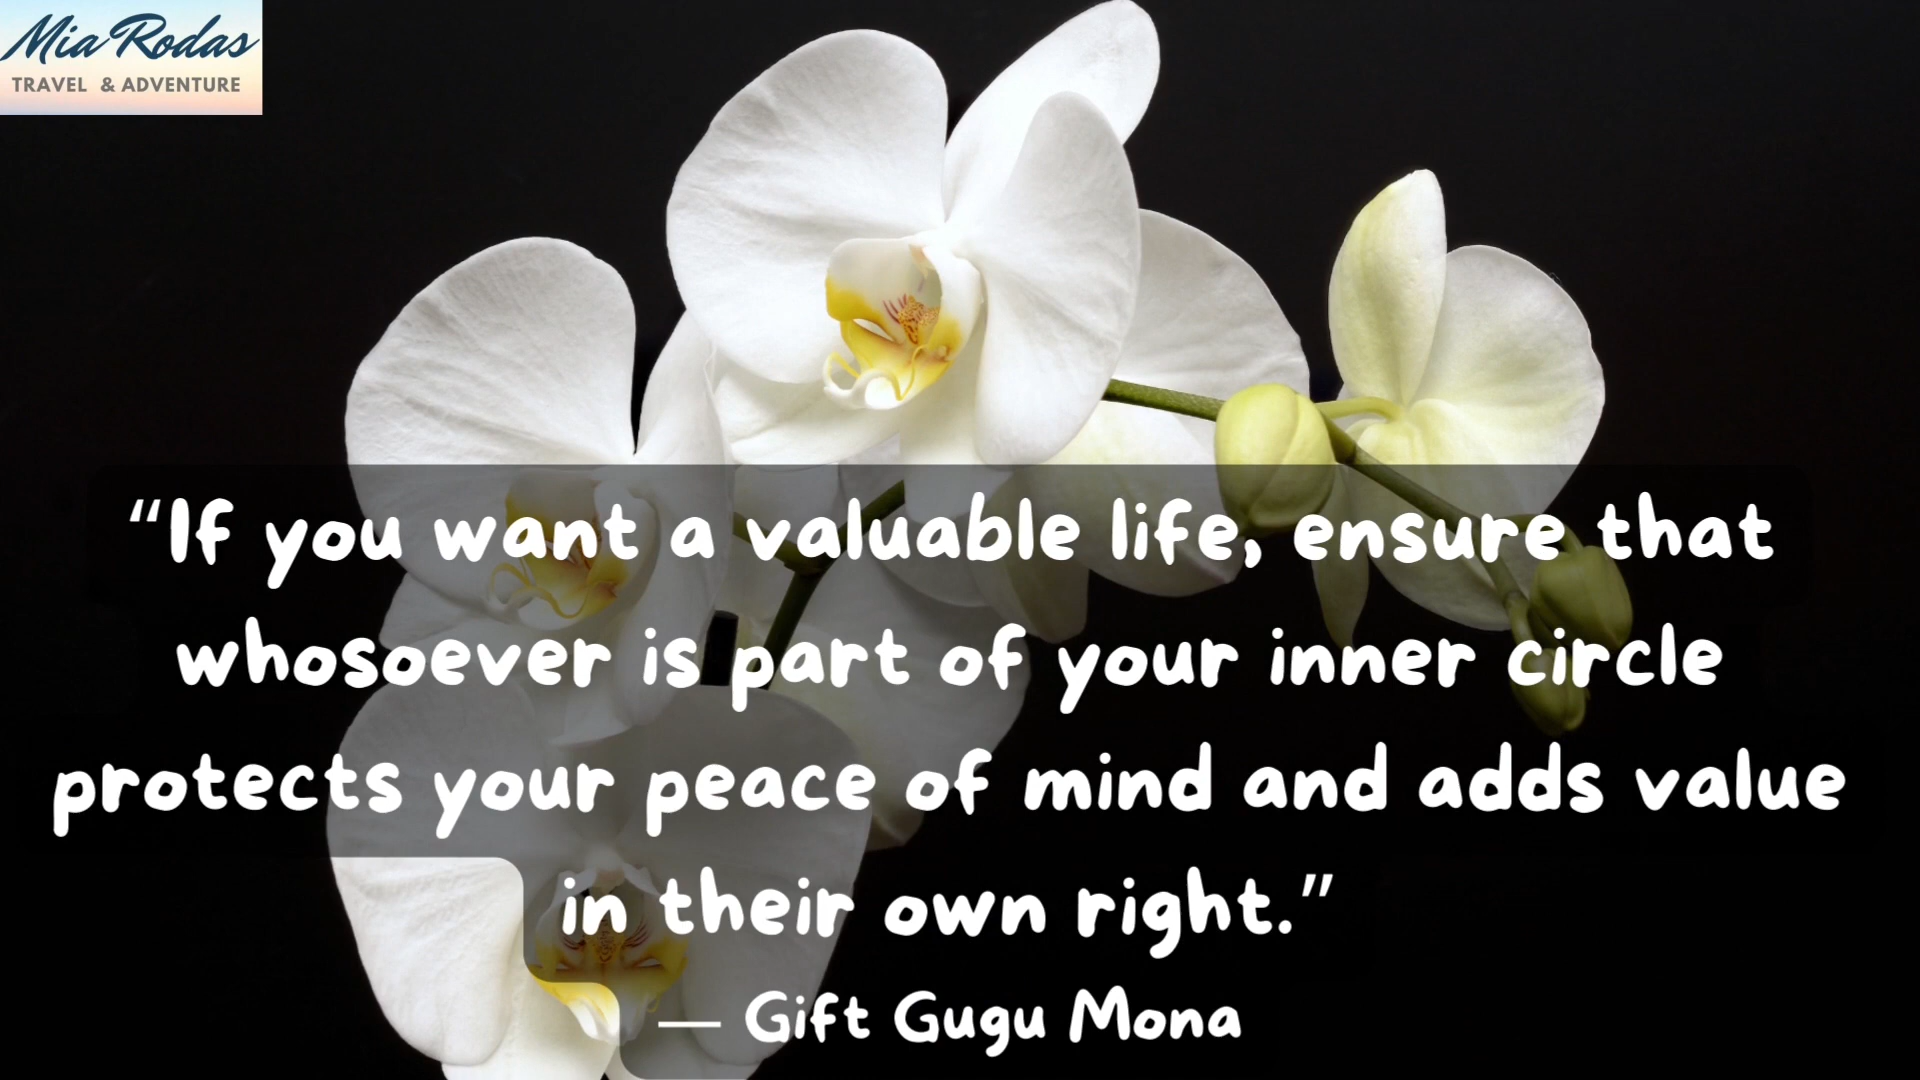 Mia Rodas
TRAVEL & ADVENTURE
“If you want a valuable life, ensure that
whosoever is part of your inner circle
protects your peace of mind and adds value
in their own right.”
— Gift Gugu Mona